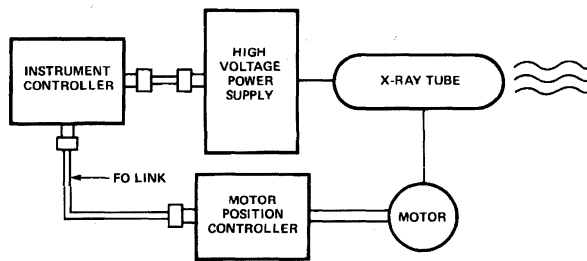 INSTRUMENT
CONTROLLER
HIGH
VOLTAGE
POWER
SUPPLY
X-RAY TUBE
FO LINK
MOTOR
POSITION
CONTROLLER
MOTOR